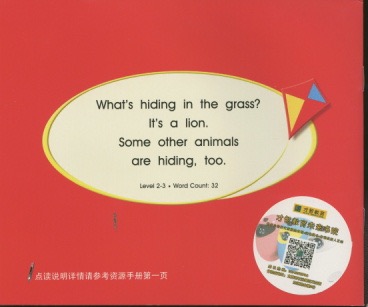 What's hiding in the grass?
It's a lion.
Some other animals
are hiding, too.
Level 2-3 • Word Count: 32
点读说明详情请参考资源手册第一页